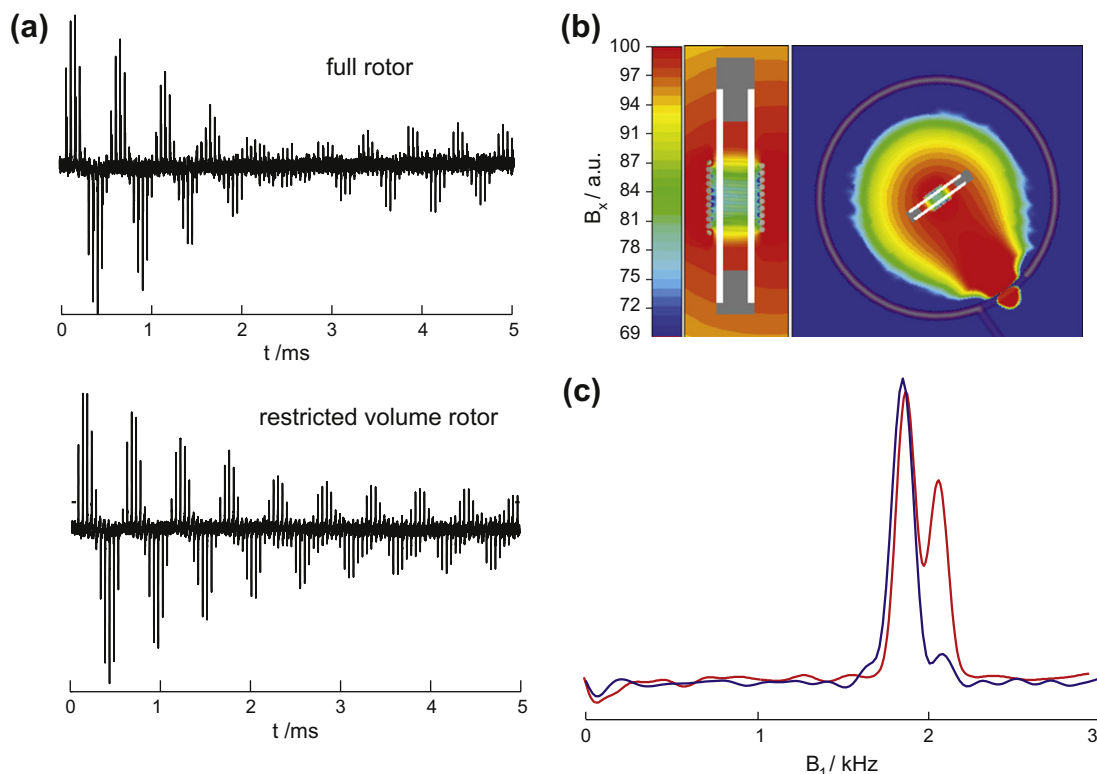 (a)
full rotor
0 1 2 3 4 5
t /ms
restricted volume rotor
0 1 2 3 4 5
t /ms
(b)
B_x / a.u.
100
97
94
91
87
84
81
78
75
72
69
(c)
0 1 2 3
B_1/ kHz